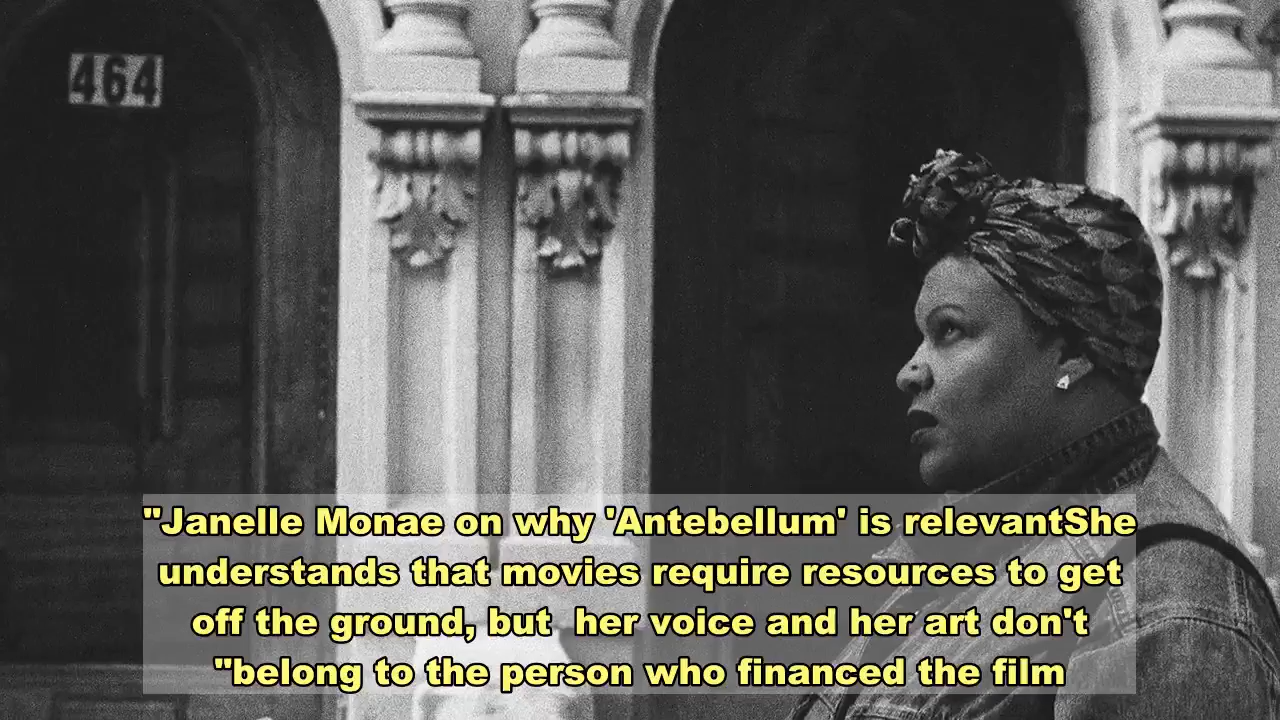 464
"Janelle Monae on why 'Antebellum' is relevantShe
understands that movies require resources to get
off the ground, but  her voice and her art don't
"belong to the person who financed the film